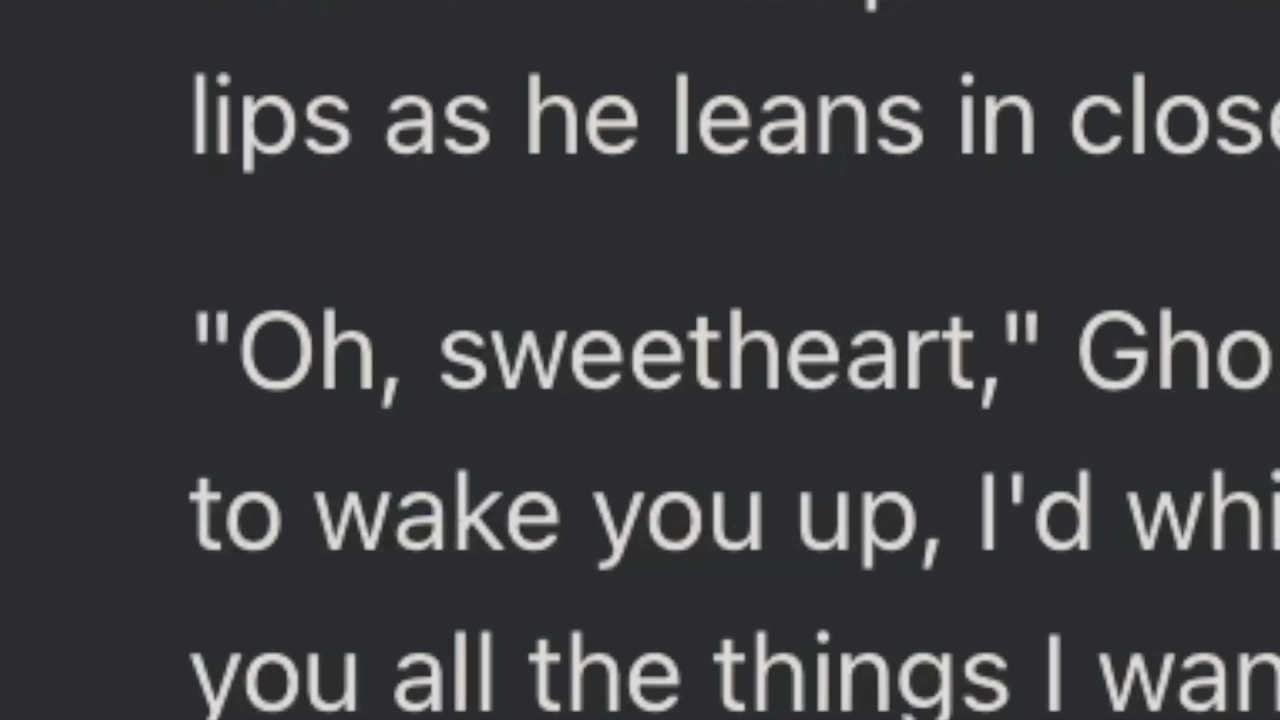 lips as he leans in close
"Oh, sweetheart," Gho
to wake you up, I'd whi
you all the things I wan